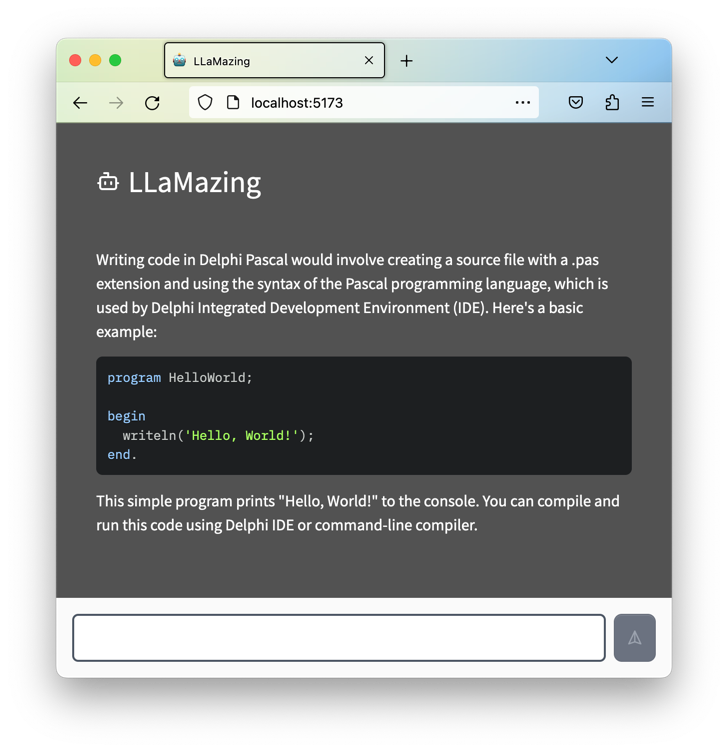 LLaMazing
localhost:5173
LLaMazing
Writing code in Delphi Pascal would involve creating a source file with a .pas
extension and using the syntax of the Pascal programming language, which is
used by Delphi Integrated Development Environment (IDE). Here's a basic
example:
program HelloWorld;
begin
writeln('Hello, World!');
end.
This simple program prints "Hello, World!" to the console. You can compile and
run this code using Delphi IDE or command-line compiler.